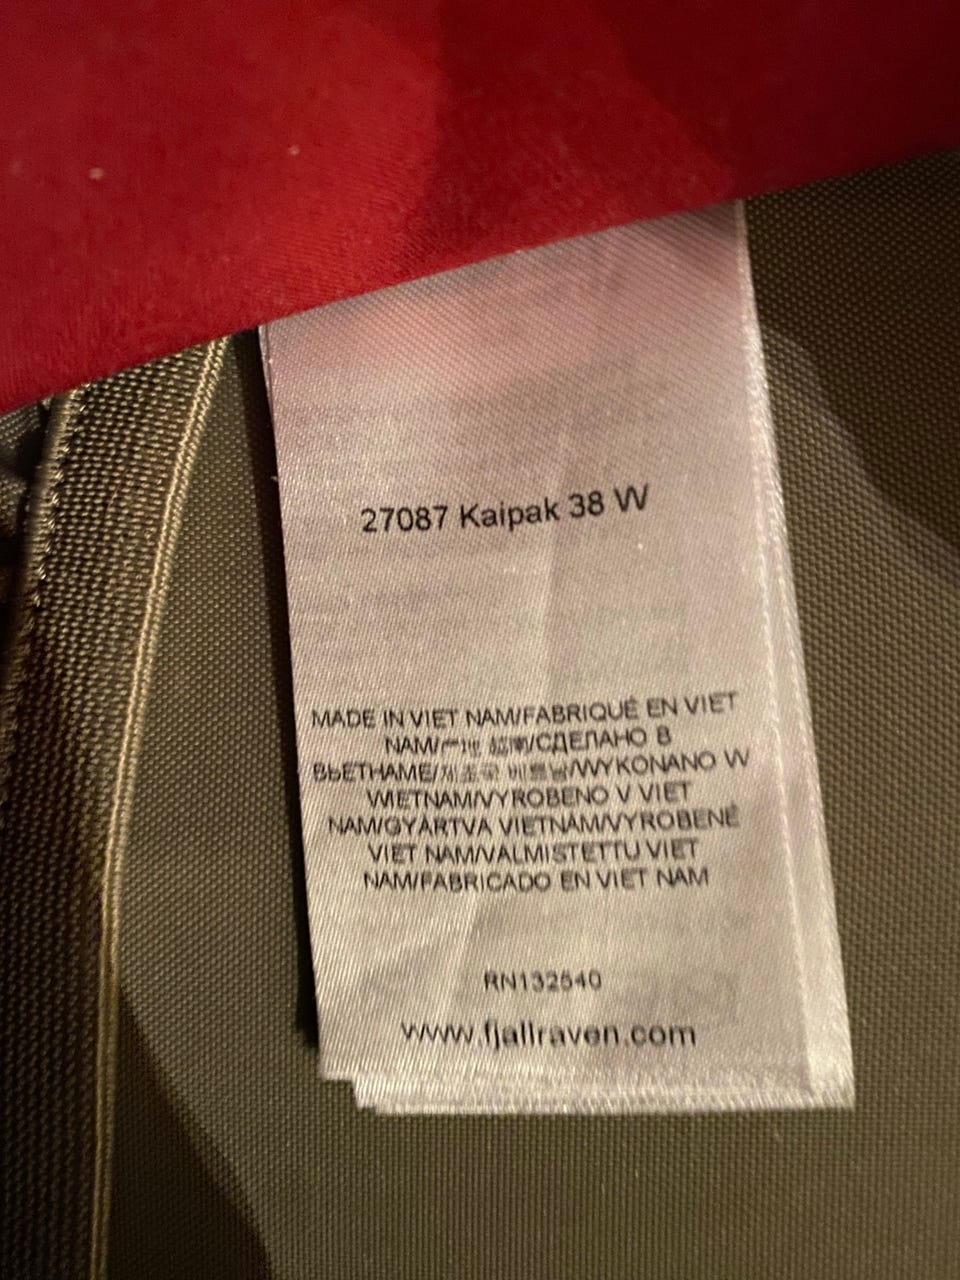 27087 Kaipak 38 W
MADE IN VIET NAM/FABRIQUÉ EN VIET
NAM/产地 越南/СДЕЛАНО В
ВЬЕТНАМЕ/제조국 베트남/WYKONANO W
WIETNAM/VYROBENO V VIET
NAM/GYÁRTVA VIETNAM/VYROBENÉ
VIET NAM/VALMISTETTU VIET
NAM/FABRICADO EN VIET NAM
RN132540
www.fjallraven.com